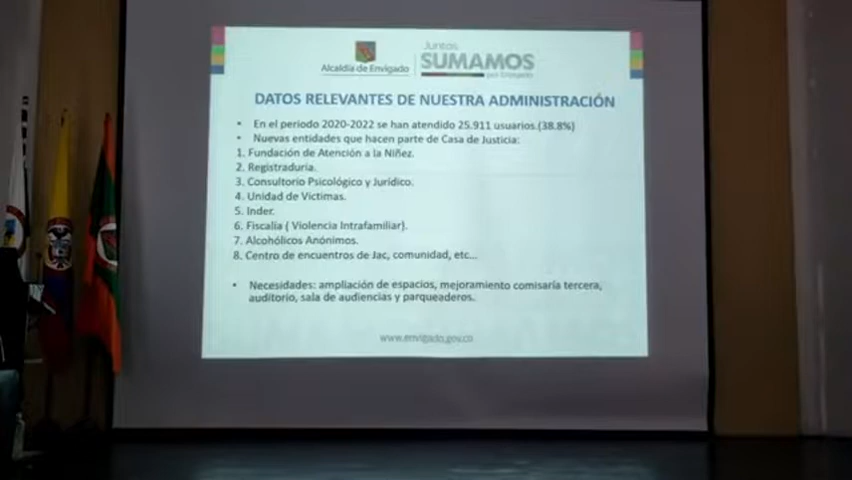 Alcaldía de Envigado
Juntos
SUMAMOS
por Envigado
DATOS RELEVANTES DE NUESTRA ADMINISTRACIÓN
• En el periodo 2020-2022 se han atendido 25.911 usuarios.(38.8%)
• Nuevas entidades que hacen parte de Casa de Justicia:
1. Fundación de Atención a la Niñez.
2. Registraduria.
3. Consultorio Psicológico y Jurídico.
4. Unidad de Victimas.
5. Inder.
6. Fiscalía ( Violencia Intrafamiliar).
7. Alcohólicos Anónimos.
8. Centro de encuentros de Jac, comunidad, etc...
• Necesidades: ampliación de espacios, mejoramiento comisaría tercera,
auditorio, sala de audiencias y parqueaderos.
www.envigado.gov.co